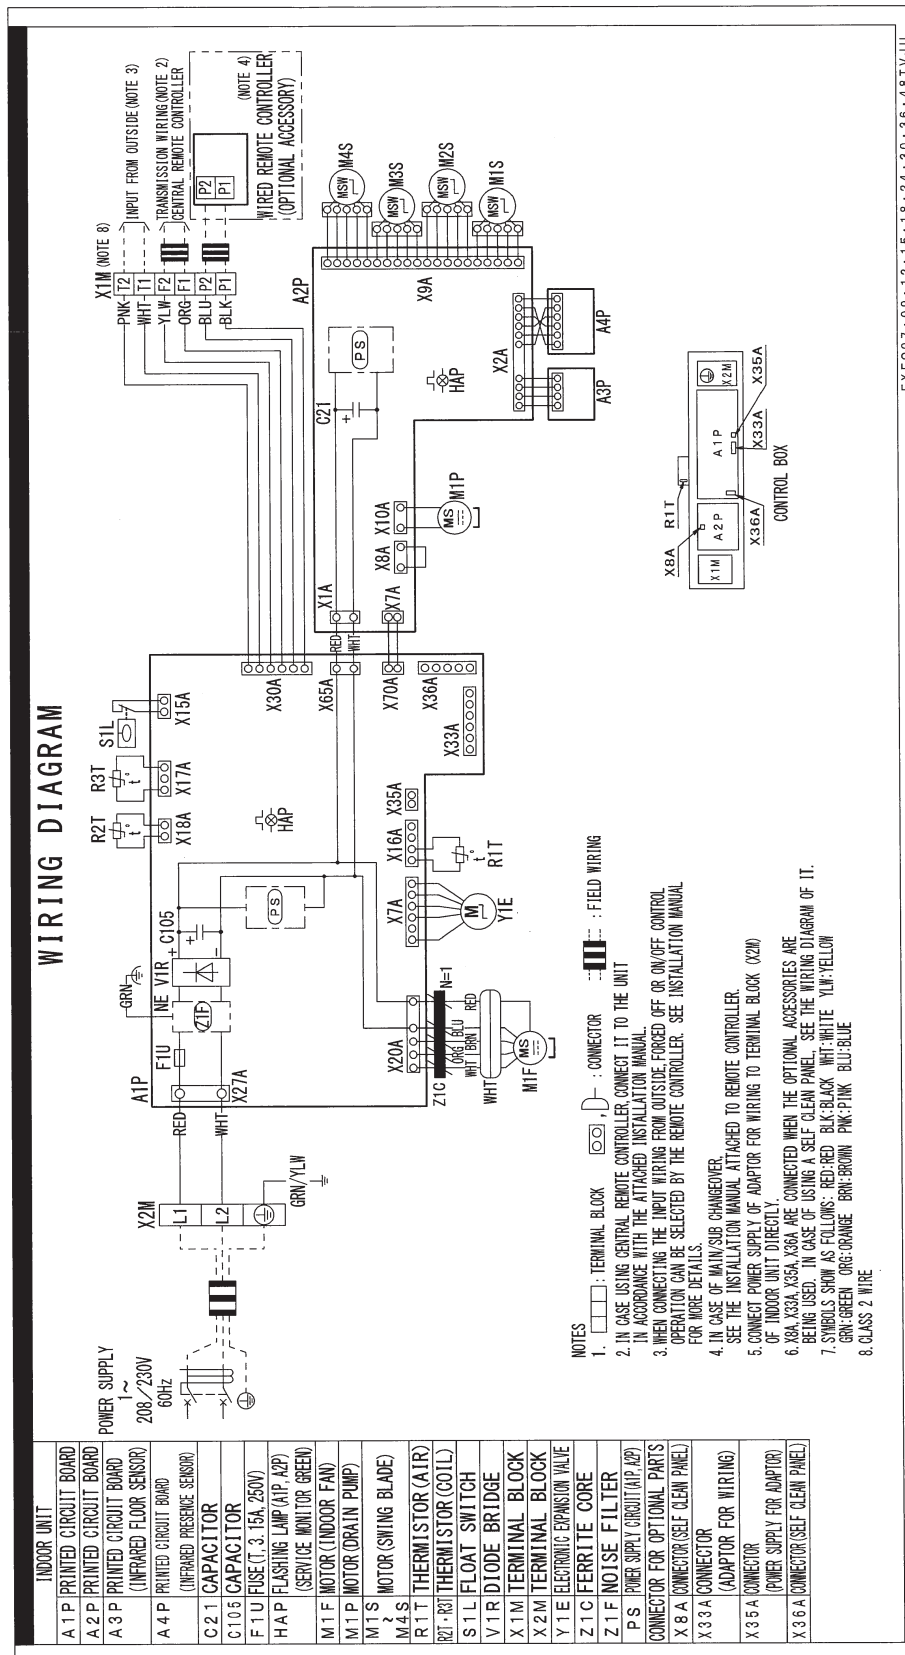 WIRING DIAGRAM
INDOOR UNIT
A1P PRINTED CIRCUIT BOARD
A2P PRINTED CIRCUIT BOARD
A3P PRINTED CIRCUIT BOARD
(INFRARED FLOOR SENSOR)
A4P PRINTED CIRCUIT BOARD
(INFRARED PRESENCE SENSOR)
C21 CAPACITOR
C105 CAPACITOR
F1U FUSE(T, 3. 15A, 250V)
HAP FLASHING LAMP(A1P, A2P)
(SERVICE MONITOR GREEN)
M1F MOTOR(INDOOR FAN)
M1P MOTOR(DRAIN PUMP)
M1S
~
M4S
MOTOR(SWING BLADE)
R1T THERMISTOR(AIR)
R2T・R3T THERMISTOR(COIL)
S1L FLOAT SWITCH
V1R DIODE BRIDGE
X1M TERMINAL BLOCK
X2M TERMINAL BLOCK
Y1E ELECTRONIC EXPANSION VALVE
Z1C FERRITE CORE
Z1F NOISE FILTER
PS POWER SUPPLY CIRCUIT(A1P, A2P)
CONNECTOR FOR OPTIONAL PARTS
X8A CONNECTOR(SELF CLEAN PANEL)
X33A CONNECTOR
(ADAPTOR FOR WIRING)
X35A CONNECTOR
(POWER SUPPLY FOR ADAPTOR)
X36A CONNECTOR(SELF CLEAN PANEL)
POWER SUPPLY
1~
208/230V
60Hz
X2M
L1
L2
GRN/YLW
RED
WHT
A1P
X27A
F1U
GRN
NE
Z1F
V1R
+
C105
-
PS
HAP
R2T
t°
X18A
R3T
t°
X17A
S1L
X15A
X30A
X65A
X70A
X36A
X33A
X35A
X16A
R1T
t°
X7A
M
Y1E
X20A
Z1C
N=1
WHT
ORG
BRN
BLU
RED
WHT
MS
M1F
RED
WHT
X1A
X7A
X8A
X10A
MS
M1P
A2P
C21
+
PS
HAP
X9A
X2A
A3P
A4P
MSW
M4S
MSW
M3S
MSW
M2S
MSW
M1S
X1M (NOTE 8)
PNK T2
WHT T1
YLW F2
ORG F1
BLU P2
BLK P1
INPUT FROM OUTSIDE(NOTE 3)
TRANSMISSION WIRING(NOTE 2)
CENTRAL REMOTE CONTROLLER
P2
P1
(NOTE 4)
WIRED REMOTE CONTROLLER
(OPTIONAL ACCESSORY)
X8A
R1T
X1M
A2P
A1P
X2M
X36A
X33A
X35A
CONTROL BOX
NOTES
1. : TERMINAL BLOCK , : CONNECTOR : FIELD WIRING
2. IN CASE USING CENTRAL REMOTE CONTROLLER, CONNECT IT TO THE UNIT
IN ACCORDANCE WITH THE ATTACHED INSTALLATION MANUAL.
3. WHEN CONNECTING THE INPUT WIRING FROM OUTSIDE, FORCED OFF OR ON/OFF CONTROL
OPERATION CAN BE SELECTED BY THE REMOTE CONTROLLER. SEE INSTALLATION MANUAL
FOR MORE DETAILS.
4. IN CASE OF MAIN/SUB CHANGEOVER,
SEE THE INSTALLATION MANUAL ATTACHED TO REMOTE CONTROLLER.
5. CONNECT POWER SUPPLY OF ADAPTOR FOR WIRING TO TERMINAL BLOCK (X2M)
OF INDOOR UNIT DIRECTLY.
6. X8A, X33A, X35A, X36A ARE CONNECTED WHEN THE OPTIONAL ACCESSORIES ARE
BEING USED. IN CASE OF USING A SELF CLEAN PANEL, SEE THE WIRING DIAGRAM OF IT.
7. SYMBOLS SHOW AS FOLLOWS: RED:RED BLK:BLACK WHT:WHITE YLW:YELLOW
GRN:GREEN ORG:ORANGE BRN:BROWN PNK:PINK BLU:BLUE
8. CLASS 2 WIRE